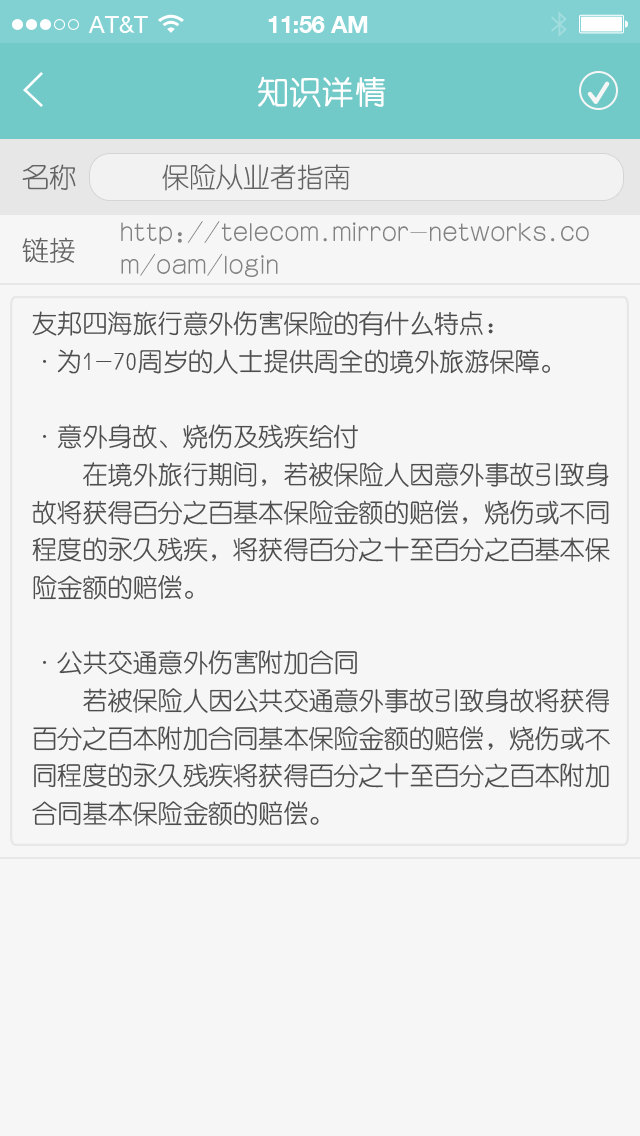 AT&T 11:56 AM
知识详情
名称 保险从业者指南
链接 http://telecom.mirror-networks.co
m/oam/login
友邦四海旅行意外伤害保险的有什么特点：
·为1-70周岁的人士提供周全的境外旅游保障。
·意外身故、烧伤及残疾给付
在境外旅行期间，若被保险人因意外事故引致身
故将获得百分之百基本保险金额的赔偿，烧伤或不同
程度的永久残疾，将获得百分之十至百分之百基本保
险金额的赔偿。
·公共交通意外伤害附加合同
若被保险人因公共交通意外事故引致身故将获得
百分之百本附加合同基本保险金额的赔偿，烧伤或不
同程度的永久残疾将获得百分之十至百分之百本附加
合同基本保险金额的赔偿。